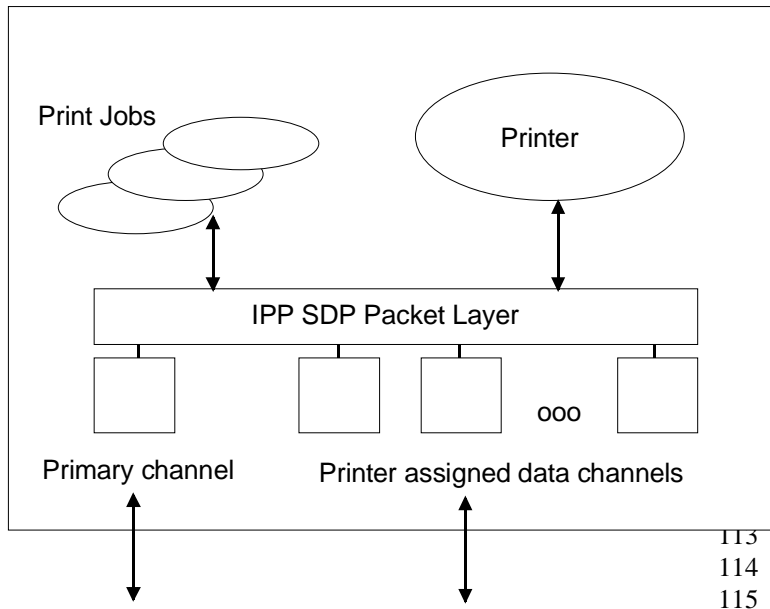 Print Jobs
Printer
IPP SDP Packet Layer
ooo
Primary channel
Printer assigned data channels
113
114
115